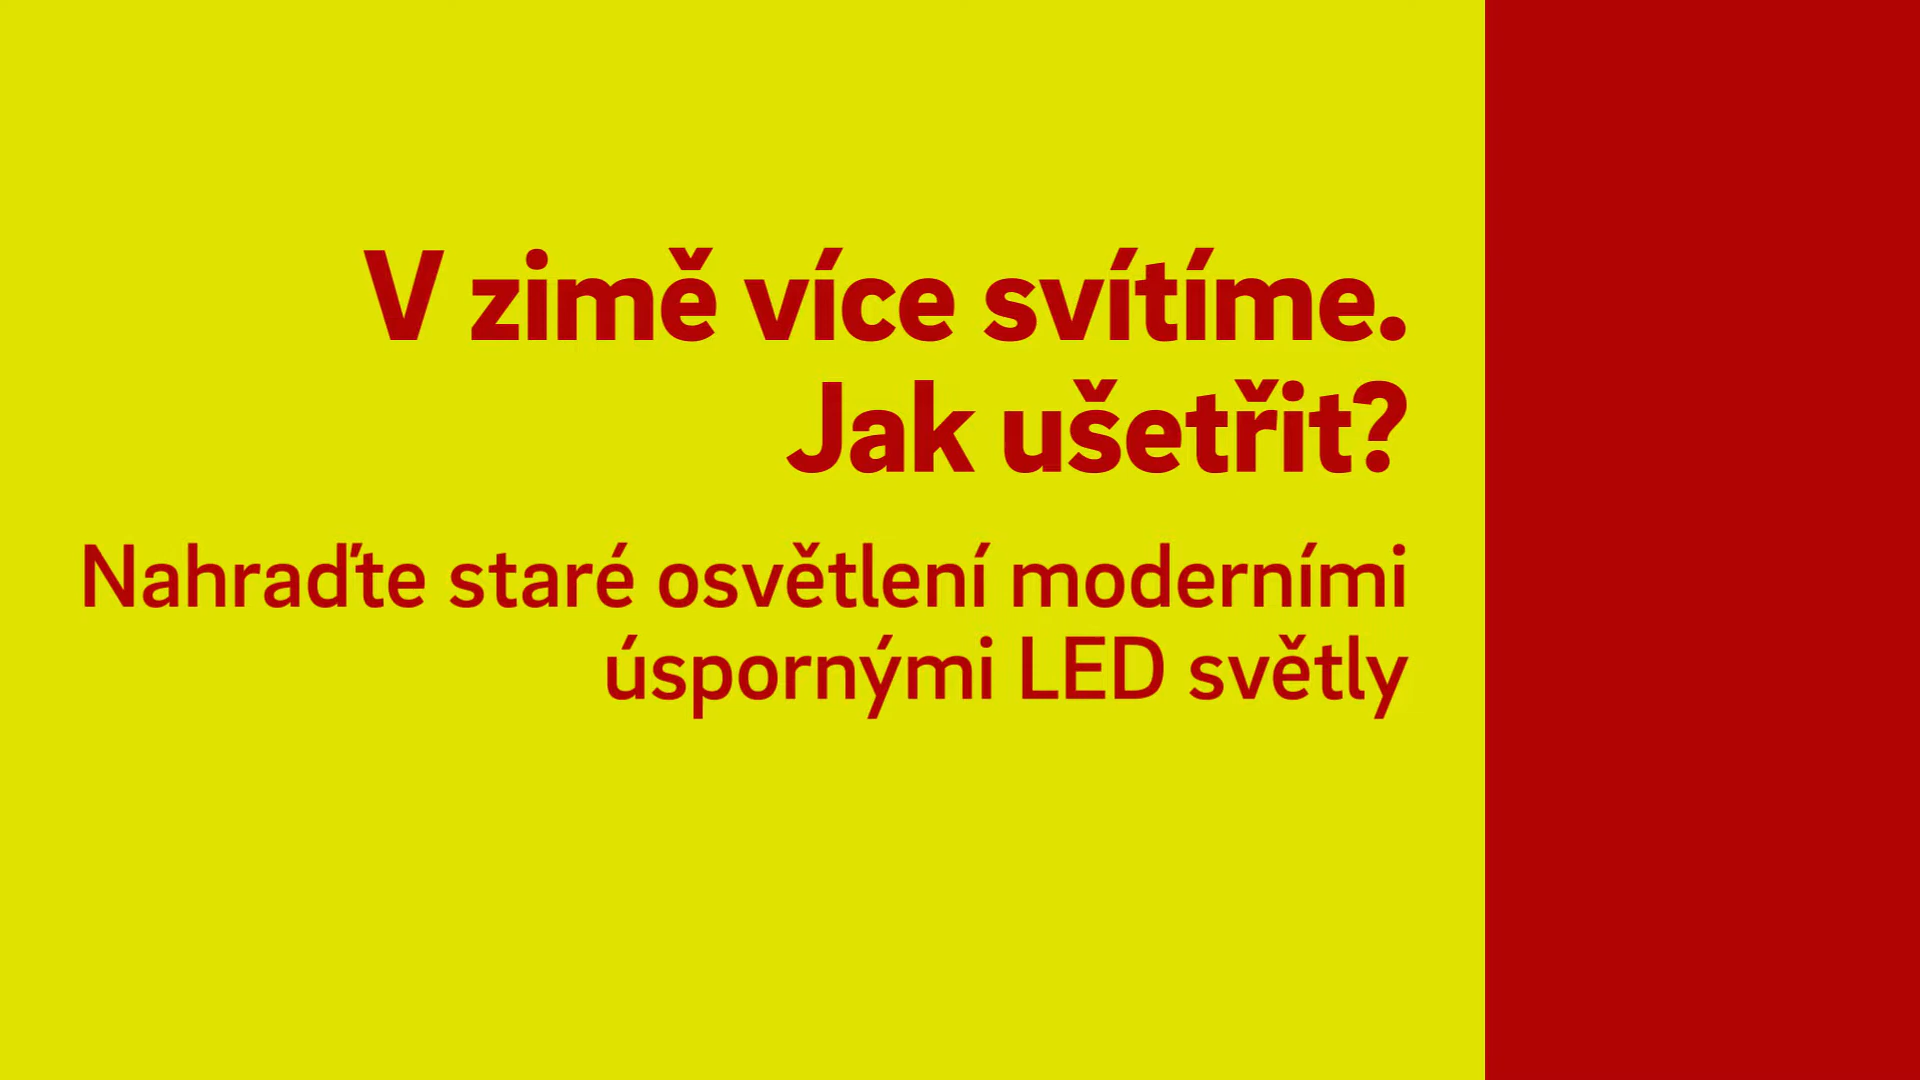 V zimě více svítíme.
Jak ušetřit?
Nahraďte staré osvětlení moderními
úspornými LED světly